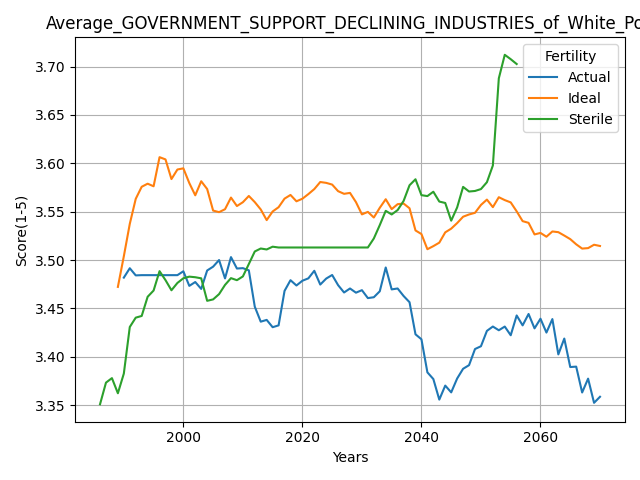 Average_GOVERNMENT_SUPPORT_DECLINING_INDUSTRIES_of_White_Po
Fertility
Actual
Ideal
Sterile
3.70
3.65
3.60
3.55
3.50
3.45
3.40
3.35
Score(1-5)
2000
2020
2040
2060
Years